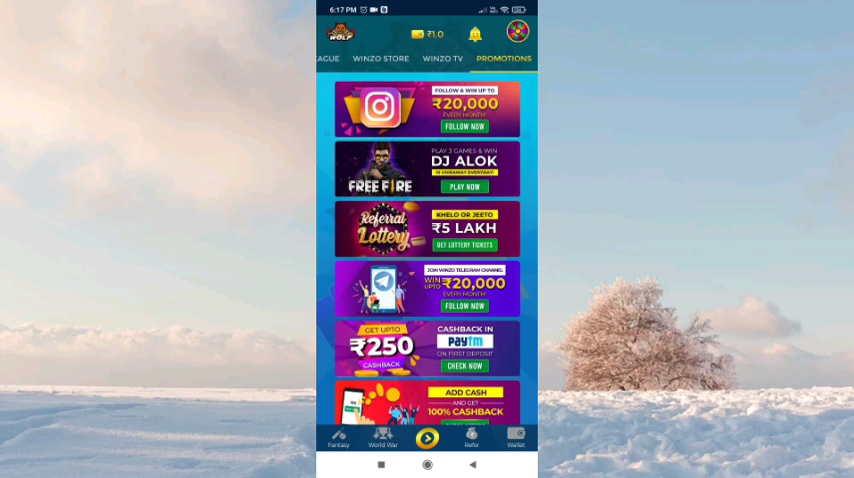 6:17 PM
WOLF
₹1.0
EAGUE WINZO STORE WINZO TV PROMOTIONS
FOLLOW & WIN UP TO
₹20,000
EVERY MONTH!
FOLLOW NOW
PLAY 3 GAMES & WIN
DJ ALOK
FREE FIRE
PLAY NOW
Referral
Lottery
KHELO OR JEETO
₹5 LAKH
GET LOTTERY TICKETS
JOIN WINZO TELEGRAM CHANNEL
WIN UPTO ₹20,000
EVERY MONTH!
FOLLOW NOW
GET UPTO
₹250
CASHBACK
CASHBACK IN
paytm
ON FIRST DEPOSIT
CHECK NOW
ADD CASH
AND GET
100% CASHBACK
Fantasy World War Refer Wallet